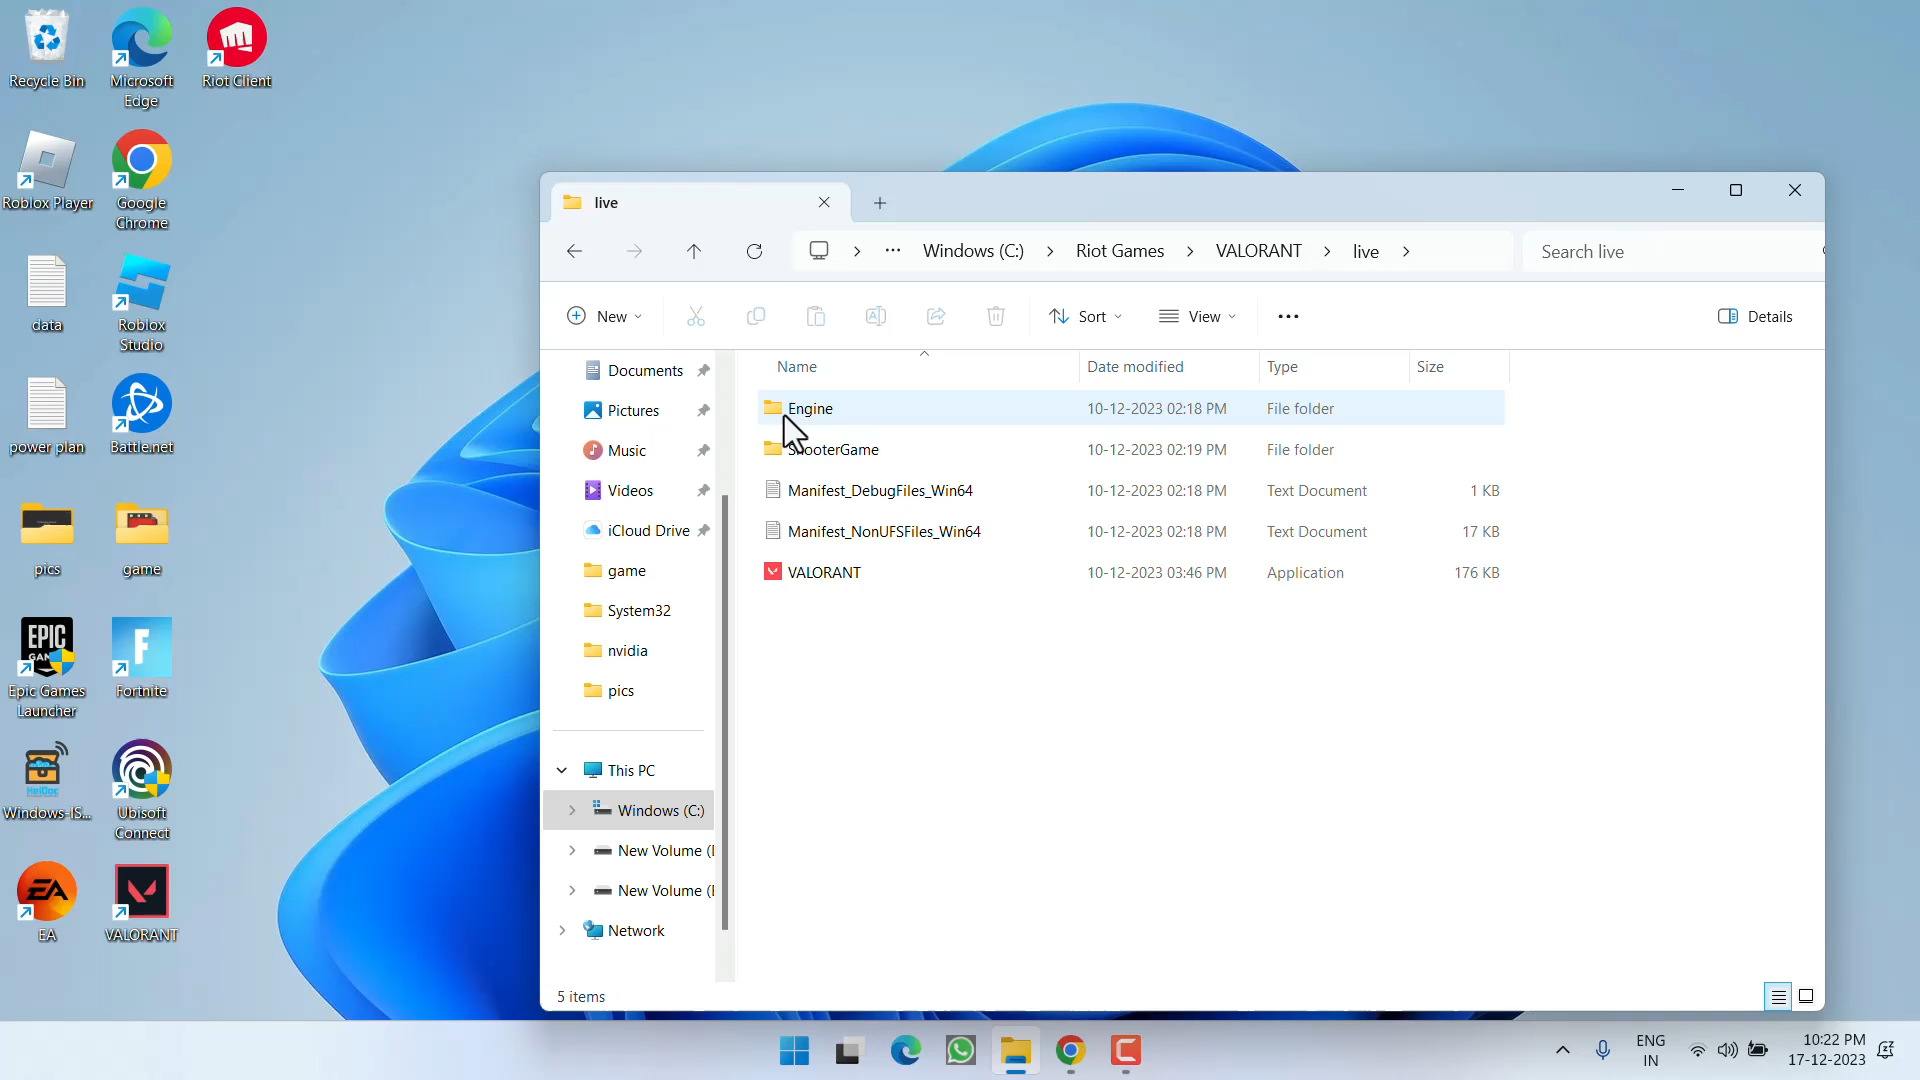 Recycle Bin
Microsoft
Edge
Riot Client
Roblox Player
Google
Chrome
data
Roblox
Studio
power plan
Battle.net
pics
game
EPIC
Epic Games
Launcher
F
Fortnite
HeiDoc
Windows-IS...
Ubisoft
Connect
EA
EA
VALORANT
live
Windows (C:)
Riot Games
VALORANT
live
Search live
New
Sort
View
Details
Documents
Pictures
Music
Videos
iCloud Drive
game
System32
nvidia
pics
This PC
Windows (C:)
New Volume (
New Volume (
Network
Name Date modified Type Size
Engine 10-12-2023 02:18 PM File folder
ShooterGame 10-12-2023 02:19 PM File folder
Manifest_DebugFiles_Win64 10-12-2023 02:18 PM Text Document 1 KB
Manifest_NonUFSFiles_Win64 10-12-2023 02:18 PM Text Document 17 KB
VALORANT 10-12-2023 03:46 PM Application 176 KB
5 items
ENG
IN
10:22 PM
17-12-2023